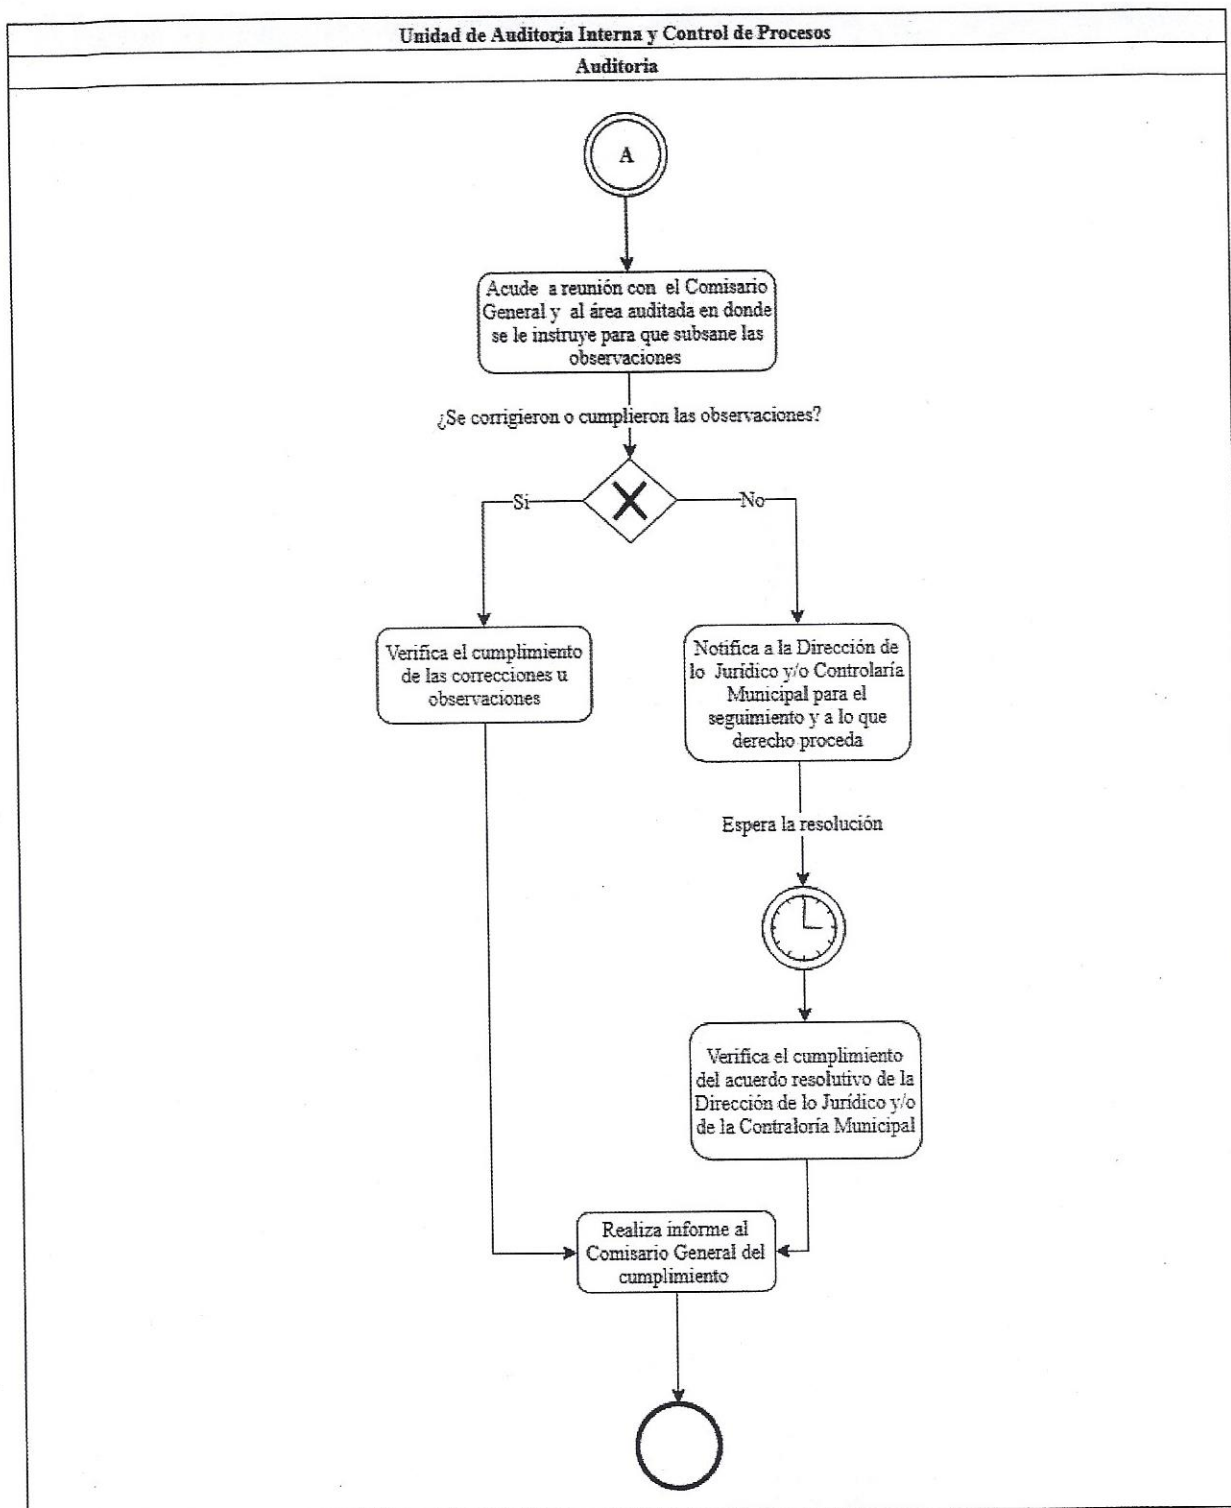 Unidad de Auditoria Interna y Control de Procesos
Auditoria
A
Acude a reunión con el Comisario
General y al área auditada en donde
se le instruye para que subsane las
observaciones
¿Se corrigieron o cumplieron las observaciones?
Si
No
Verifica el cumplimiento
de las correcciones u
observaciones
Notifica a la Dirección de
lo Jurídico y/o Controlaría
Municipal para el
seguimiento y a lo que
derecho proceda
Espera la resolución
Verifica el cumplimiento
del acuerdo resolutivo de la
Dirección de lo Jurídico y/o
de la Contraloría Municipal
Realiza informe al
Comisario General del
cumplimiento